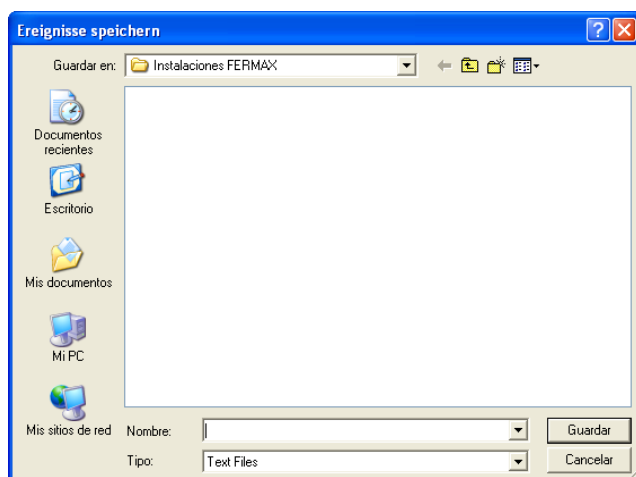 Ereignisse speichern
Guardar en: Instalaciones FERMAX
Documentos
recientes
Escritorio
Mis documentos
Mi PC
Mis sitios de red
Nombre:
Guardar
Tipo: Text Files
Cancelar